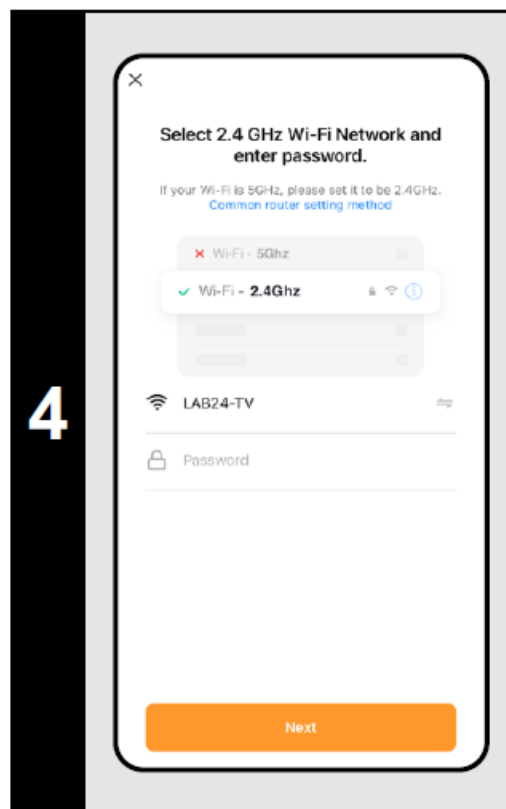 4
Select 2.4 GHz Wi-Fi Network and
enter password.
If your Wi-Fi is 5GHz, please set it to be 2.4GHz.
Common router setting method
Wi-Fi - 5Ghz
Wi-Fi - 2.4Ghz
LAB24-TV
Password
Next